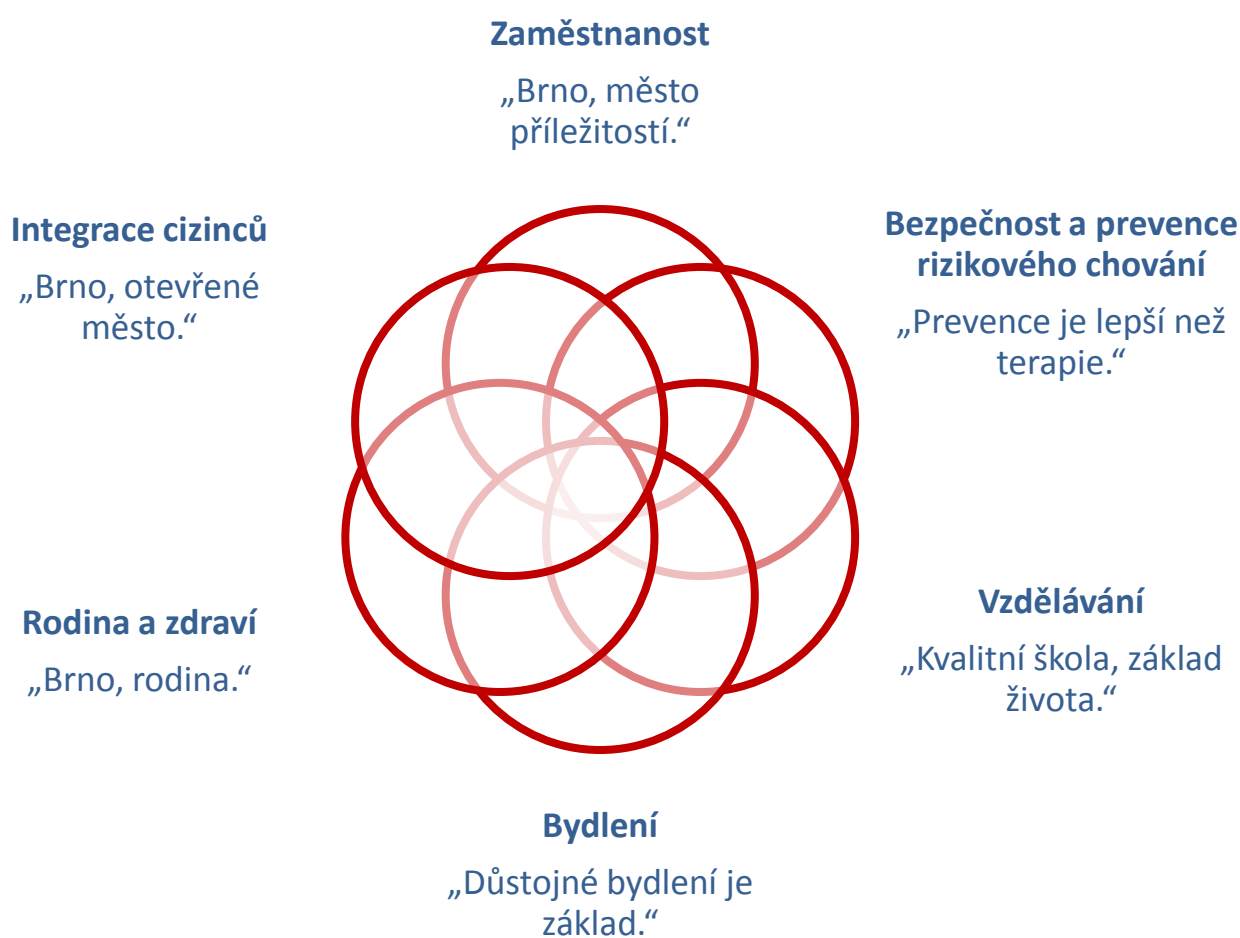 Zaměstnanost
„Brno, město
příležitostí.“
Integrace cizinců
„Brno, otevřené
město.“
Bezpečnost a prevence
rizikového chování
„Prevence je lepší než
terapie.“
Rodina a zdraví
„Brno, rodina.“
Vzdělávání
„Kvalitní škola, základ
života.“
Bydlení
„Důstojné bydlení je
základ.“